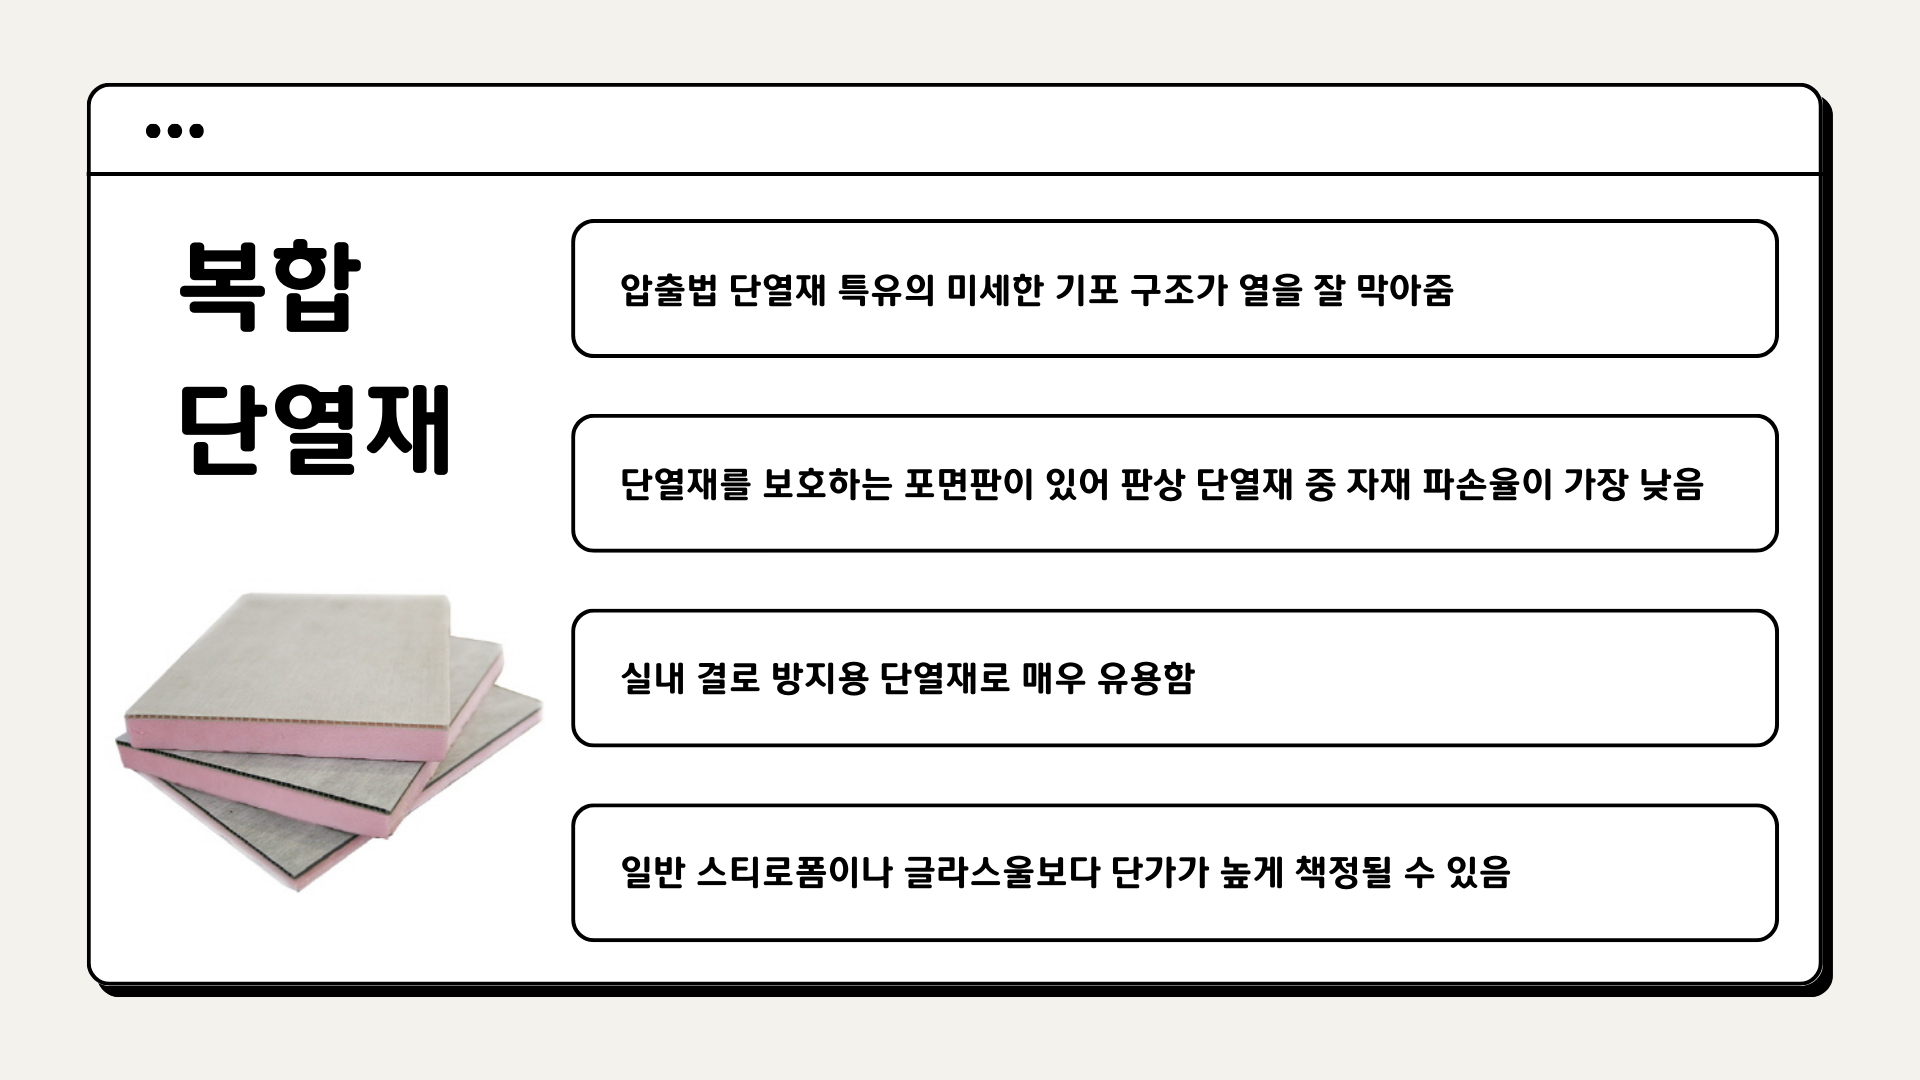 복합
단열재
압출법 단열재 특유의 미세한 기포 구조가 열을 잘 막아줌
단열재를 보호하는 포면판이 있어 판상 단열재 중 자재 파손율이 가장 낮음
실내 결로 방지용 단열재로 매우 유용함
일반 스티로폼이나 글라스울보다 단가가 높게 책정될 수 있음